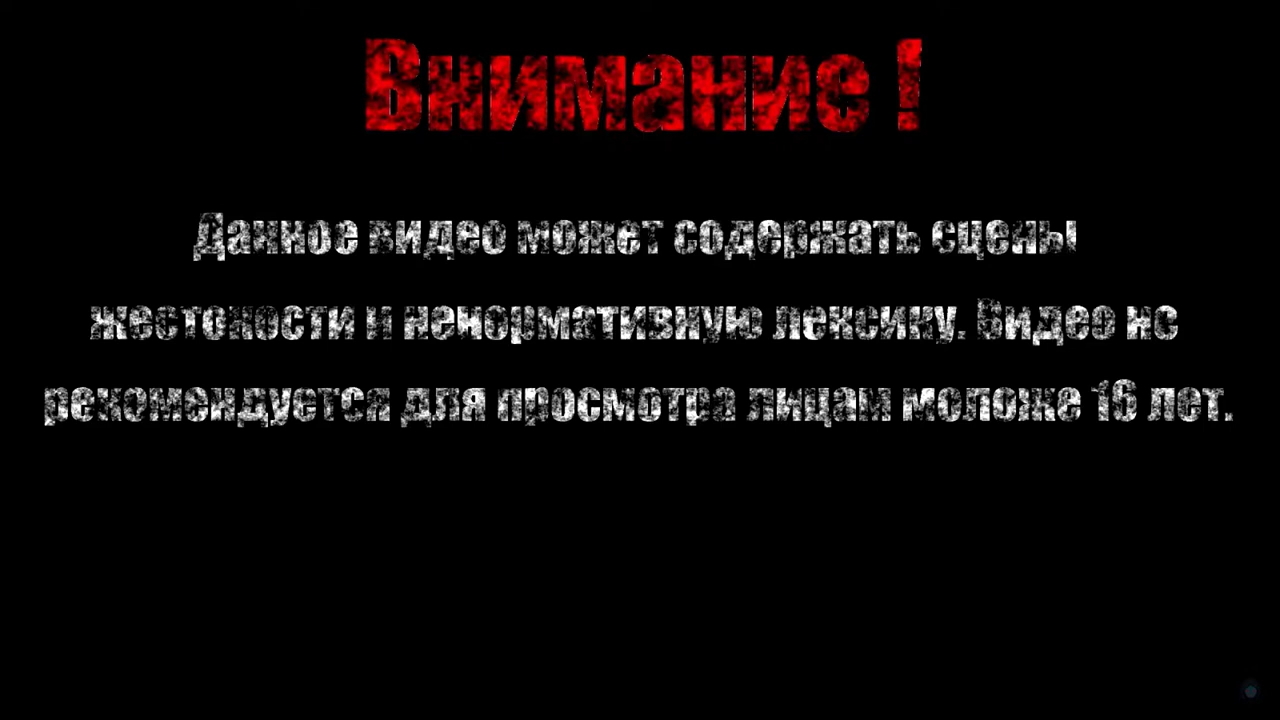 Внимание !
Данное видео может содержать сцены
жестокости и ненормативную лексику. Видео не
рекомендуется для просмотра лицам моложе 16 лет.